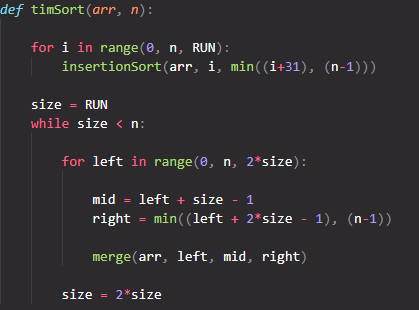 def timSort(arr, n):
for i in range(0, n, RUN):
insertionSort(arr, i, min((i+31), (n-1)))
size = RUN
while size < n:
for left in range(0, n, 2*size):
mid = left + size - 1
right = min((left + 2*size - 1), (n-1))
merge(arr, left, mid, right)
size = 2*size